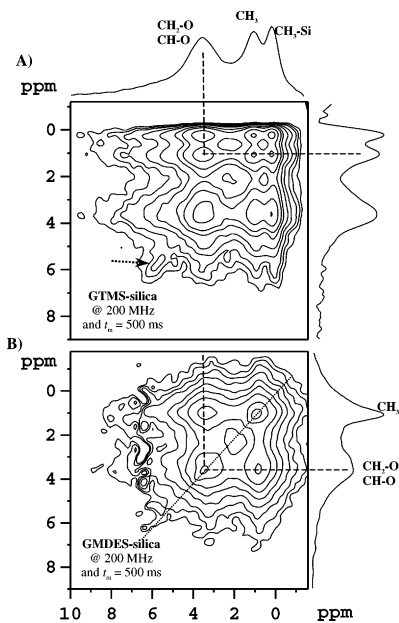 CH₃
CH₂-O
CH₃-Si
CH-O
A)
ppm
0
2
4
6
8
GTMS-silica
@ 200 MHz
and tₘ = 500 ms
B)
ppm
0
2
4
6
8
CH₃
CH₂-O
CH-O
GMDES-silica
@ 200 MHz
and tₘ = 500 ms
10 8 6 4 2 0 ppm